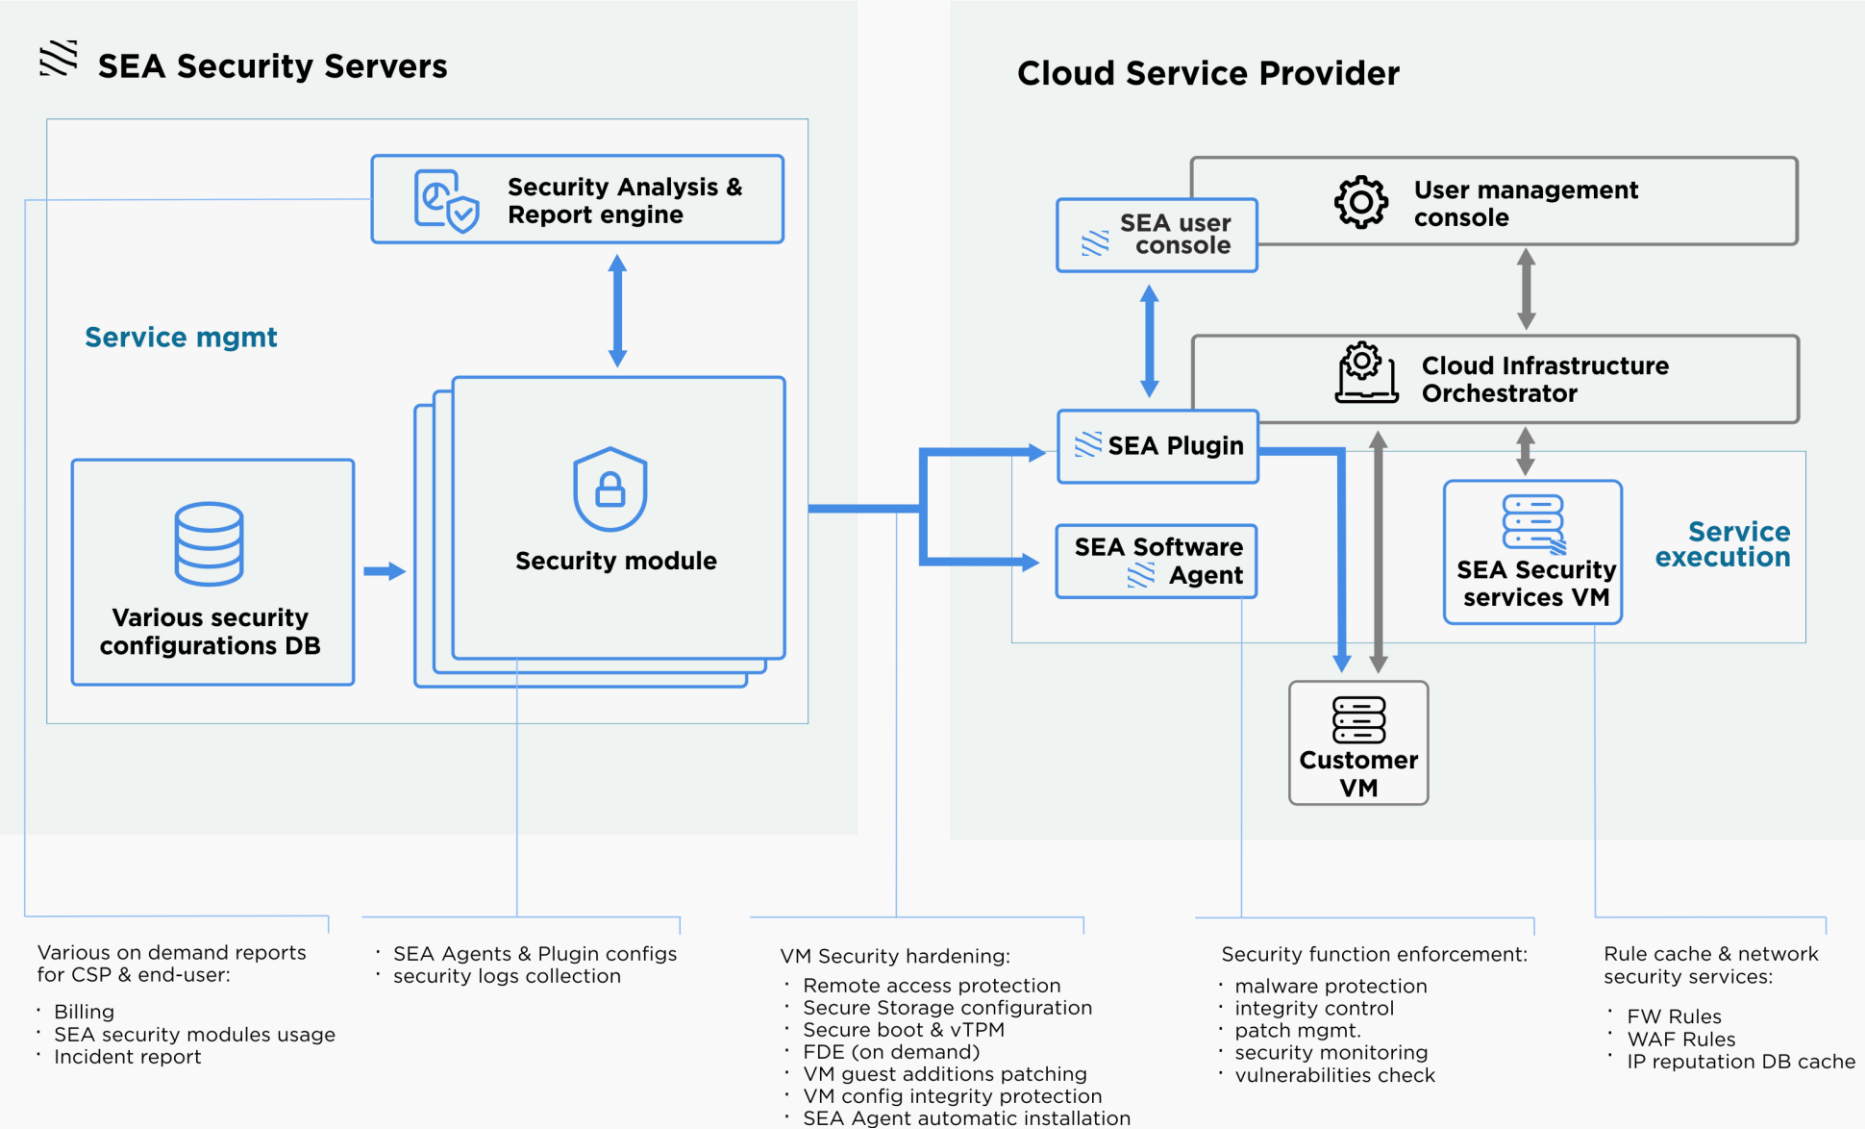 SEA Security Servers
Security Analysis &
Report engine
Service mgmt
Various security
configurations DB
Security module
Cloud Service Provider
User management
console
SEA user
console
Cloud Infrastructure
Orchestrator
SEA Plugin
SEA Software
Agent
SEA Security
services VM
Service
execution
Customer
VM
Various on demand reports
for CSP & end-user:
· Billing
· SEA security modules usage
· Incident report
· SEA Agents & Plugin configs
· security logs collection
VM Security hardening:
· Remote access protection
· Secure Storage configuration
· Secure boot & vTPM
· FDE (on demand)
· VM guest additions patching
· VM config integrity protection
· SEA Agent automatic installation
Security function enforcement:
· malware protection
· integrity control
· patch mgmt.
· security monitoring
· vulnerabilities check
Rule cache & network
security services:
· FW Rules
· WAF Rules
· IP reputation DB cache